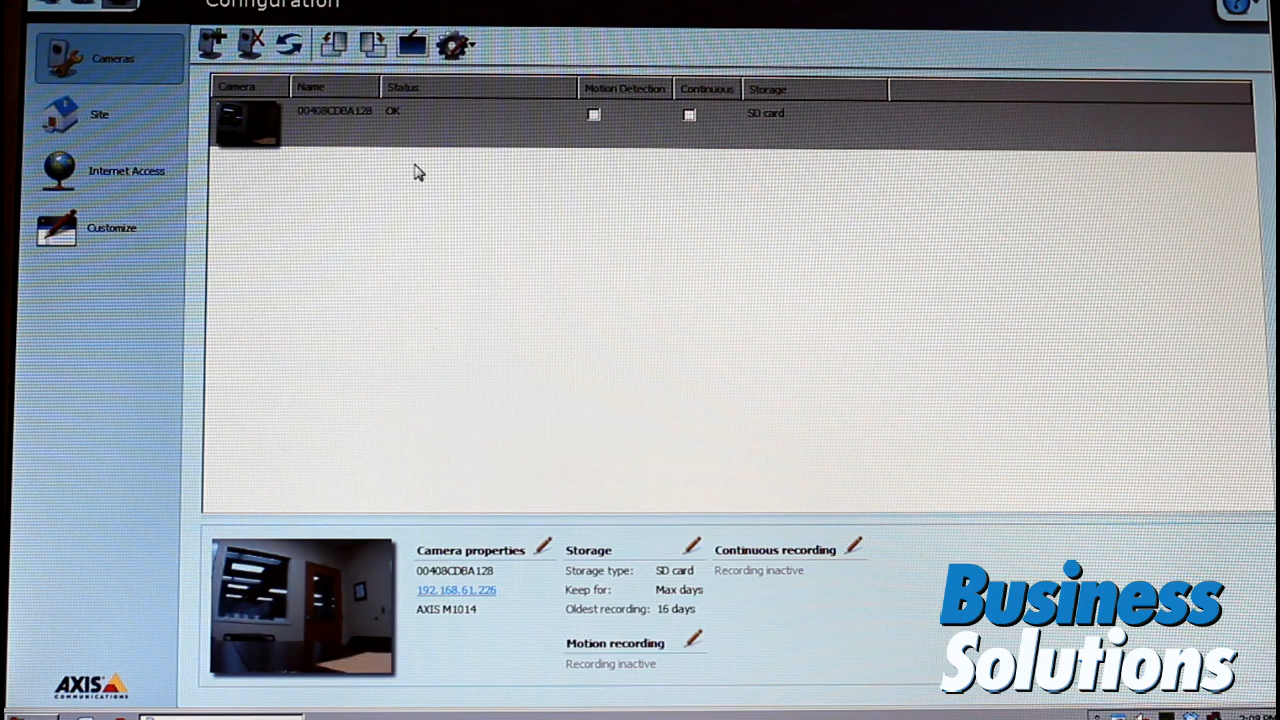 Configuration
Cameras
Camera Name Status Motion Detection Continuous Storage
00408CDBA128 OK SD card
Site
Internet Access
Customize
Camera properties
00408CDBA128
192.168.61.226
AXIS M1014
Storage
Storage type: SD card
Keep for: Max days
Oldest recording: 16 days
Motion recording
Recording inactive
Continuous recording
Recording inactive
AXIS
COMMUNICATIONS
Business
Solutions